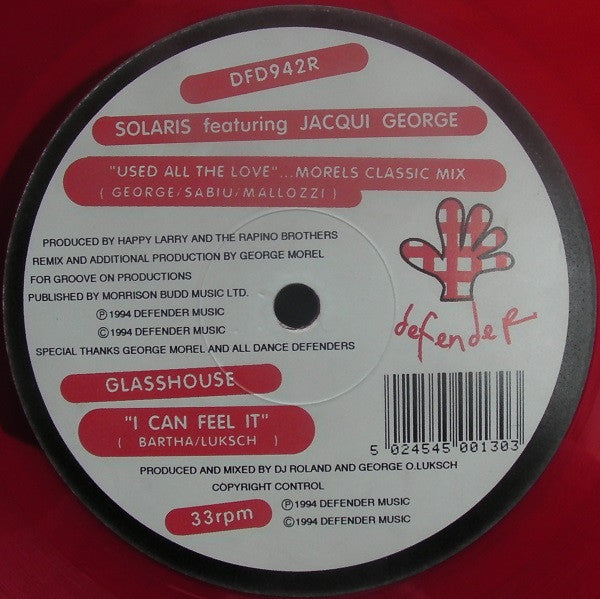 DFD942R
SOLARIS featuring JACQUI GEORGE
"USED ALL THE LOVE"...MORELS CLASSIC MIX
( GEORGE/SABIU/MALLOZZI )
PRODUCED BY HAPPY LARRY AND THE RAPINO BROTHERS
REMIX AND ADDITIONAL PRODUCTION BY GEORGE MOREL
FOR GROOVE ON PRODUCTIONS
PUBLISHED BY MORRISON BUDD MUSIC LTD.
℗1994 DEFENDER MUSIC
©1994 DEFENDER MUSIC
SPECIAL THANKS GEORGE MOREL AND ALL DANCE DEFENDERS
defendeR
GLASSHOUSE
"I CAN FEEL IT"
( BARTHA/LUKSCH )
5 024545 001303
PRODUCED AND MIXED BY DJ ROLAND AND GEORGE O.LUKSCH
COPYRIGHT CONTROL
33rpm
℗1994 DEFENDER MUSIC
©1994 DEFENDER MUSIC